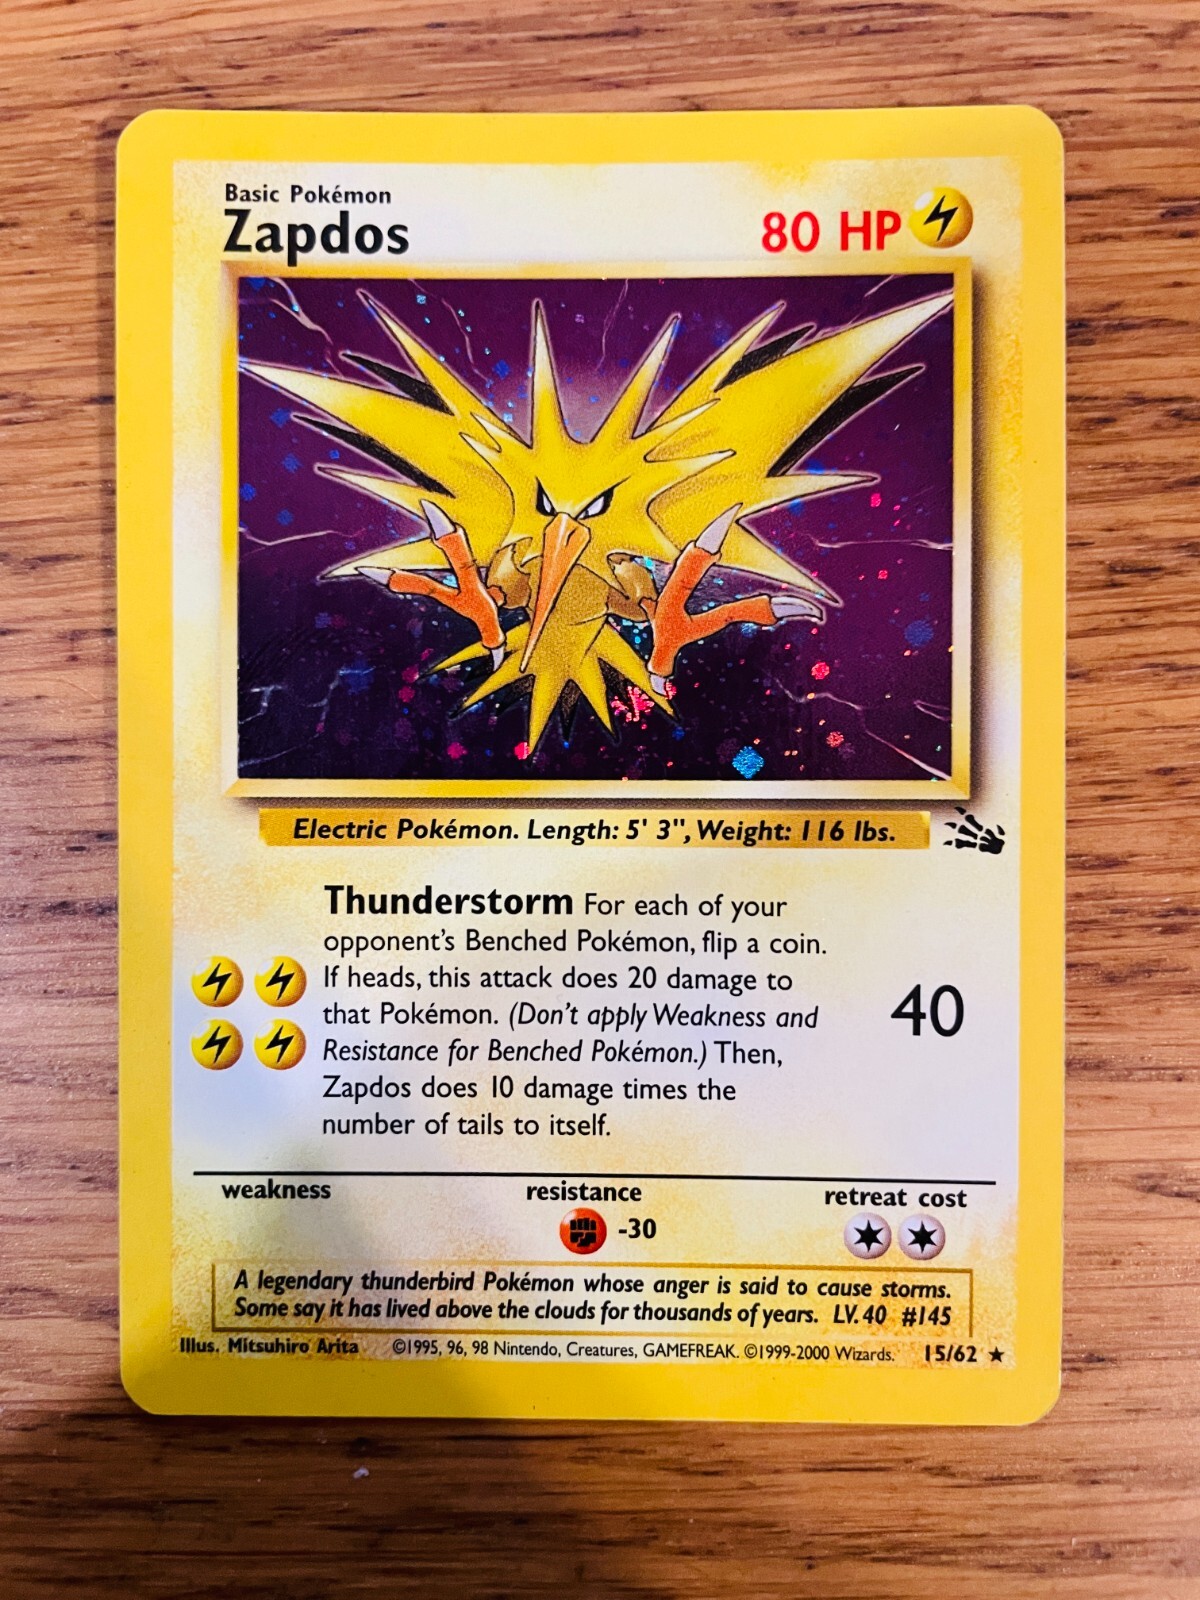 Basic Pokémon
Zapdos
80 HP
Electric Pokémon. Length: 5' 3", Weight: 116 lbs.
Thunderstorm For each of your
opponent's Benched Pokémon, flip a coin.
If heads, this attack does 20 damage to
that Pokémon. (Don't apply Weakness and
Resistance for Benched Pokémon.) Then,
Zapdos does 10 damage times the
number of tails to itself.
40
weakness
resistance
retreat cost
-30
A legendary thunderbird Pokémon whose anger is said to cause storms.
Some say it has lived above the clouds for thousands of years. LV. 40 #145
Illus. Mitsuhiro Arita ©1995, 96, 98 Nintendo, Creatures, GAMEFREAK. ©1999-2000 Wizards. 15/62 ★